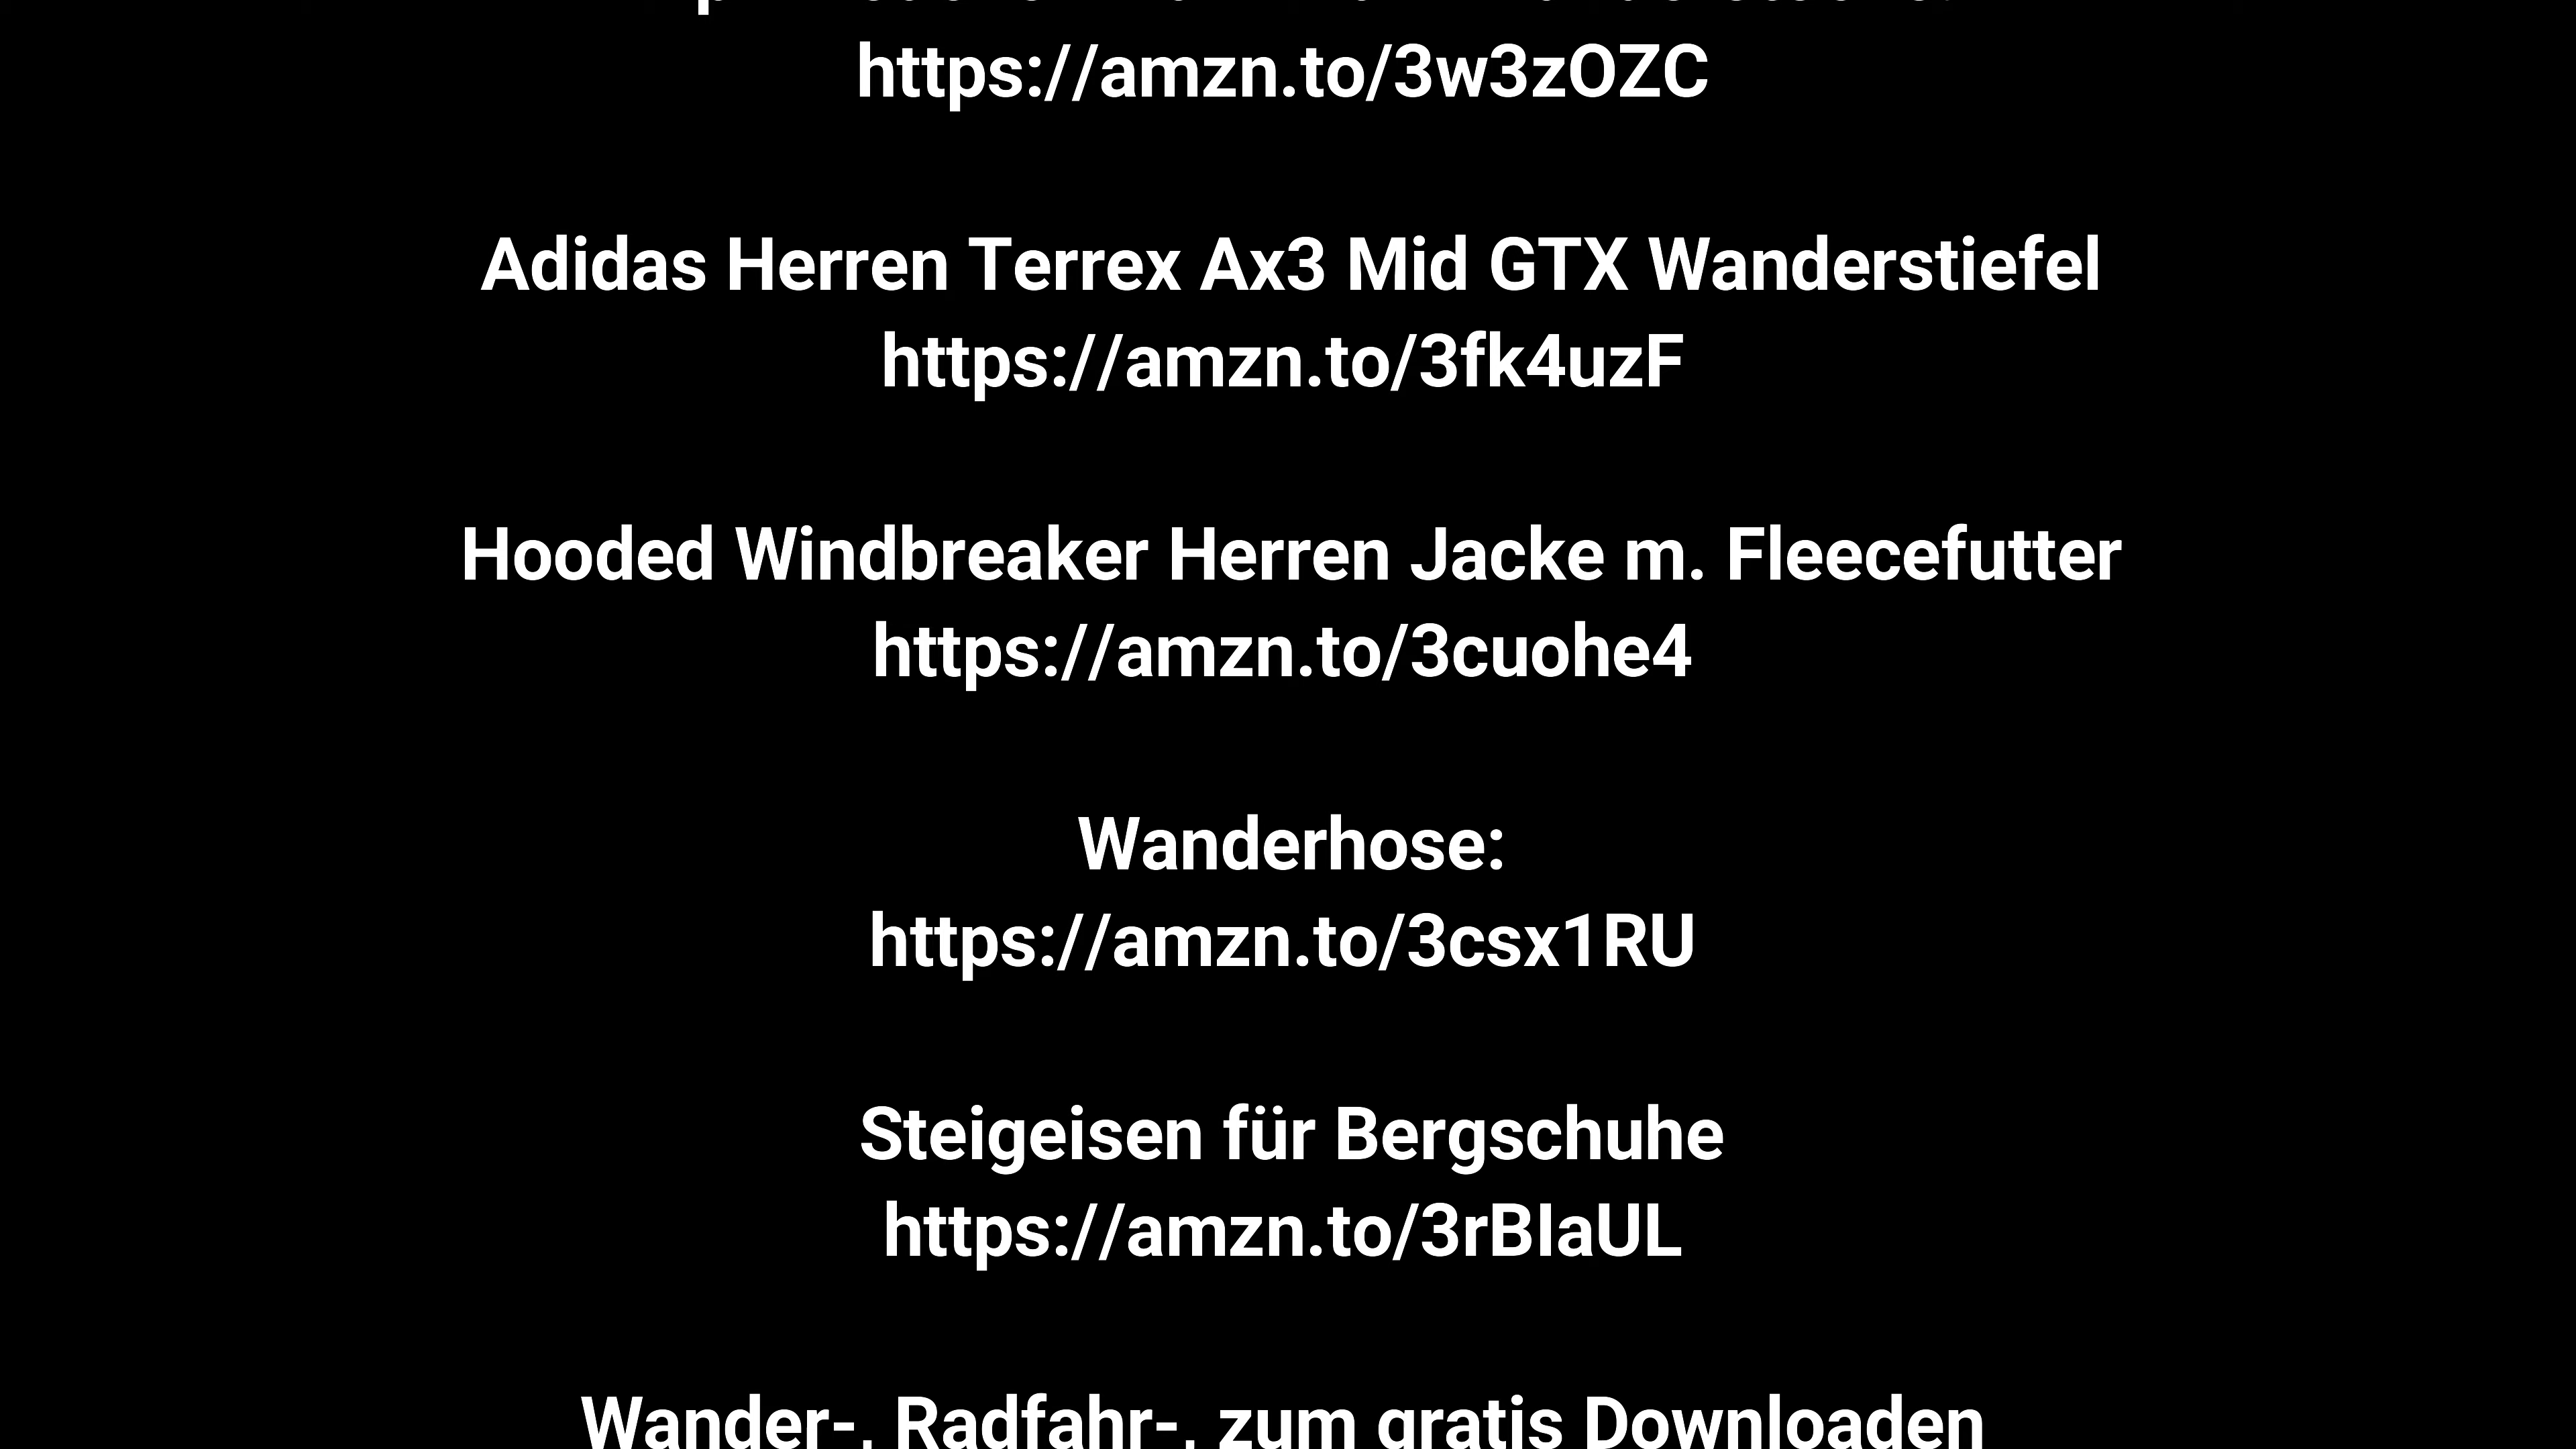 https://amzn.to/3w3zOZC
Adidas Herren Terrex Ax3 Mid GTX Wanderstiefel
https://amzn.to/3fk4uzF
Hooded Windbreaker Herren Jacke m. Fleecefutter
https://amzn.to/3cuohe4
Wanderhose:
https://amzn.to/3csx1RU
Steigeisen für Bergschuhe
https://amzn.to/3rBIaUL
Wander-, Radfahr-, zum gratis Downloaden